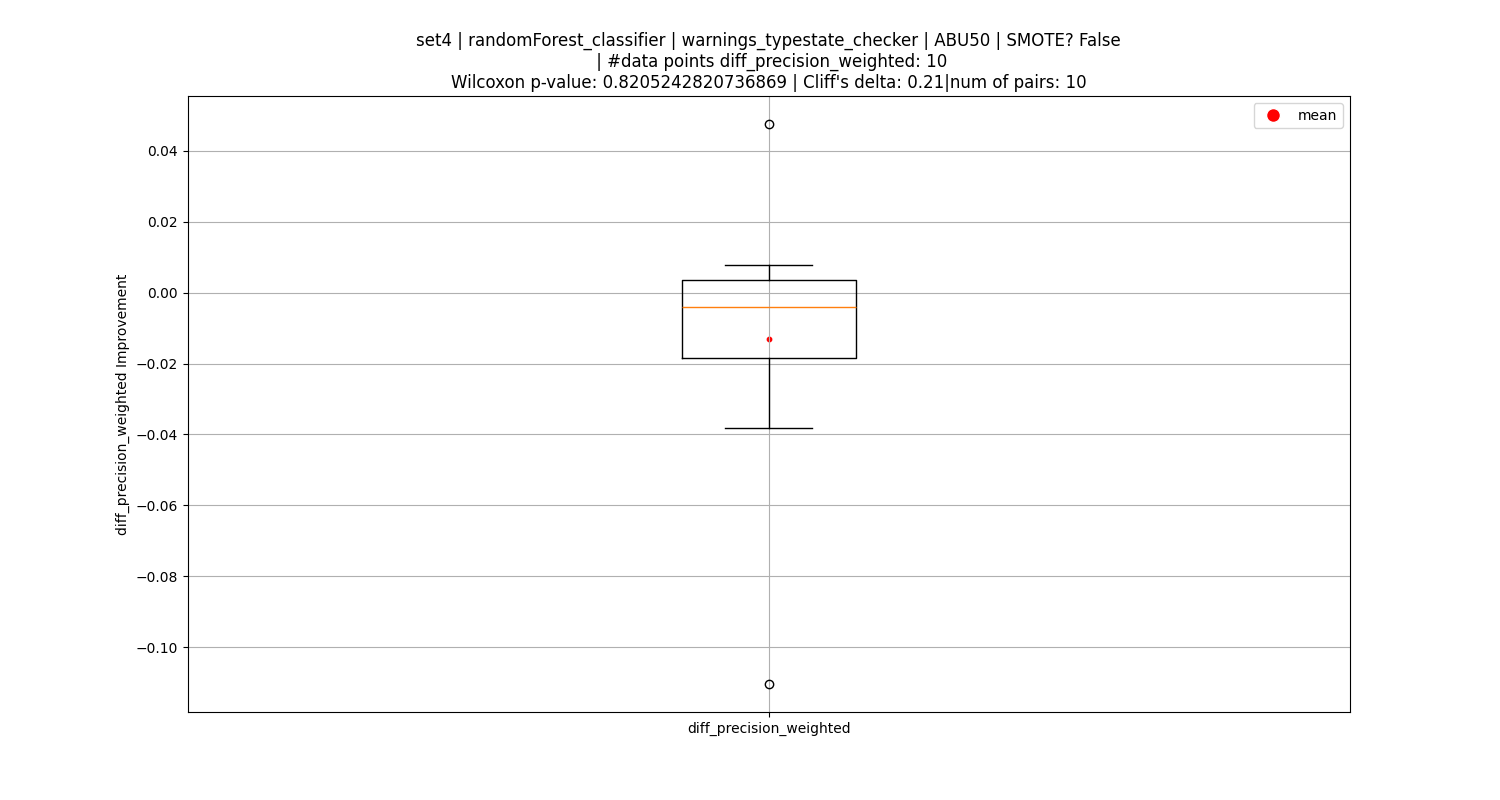 set4 | randomForest_classifier | warnings_typestate_checker | ABU50 | SMOTE? False
| #data points diff_precision_weighted: 10
Wilcoxon p-value: 0.8205242820736869 | Cliff's delta: 0.21|num of pairs: 10
mean
0.04
0.02
0.00
−0.02
−0.04
−0.06
−0.08
−0.10
diff_precision_weighted Improvement
diff_precision_weighted